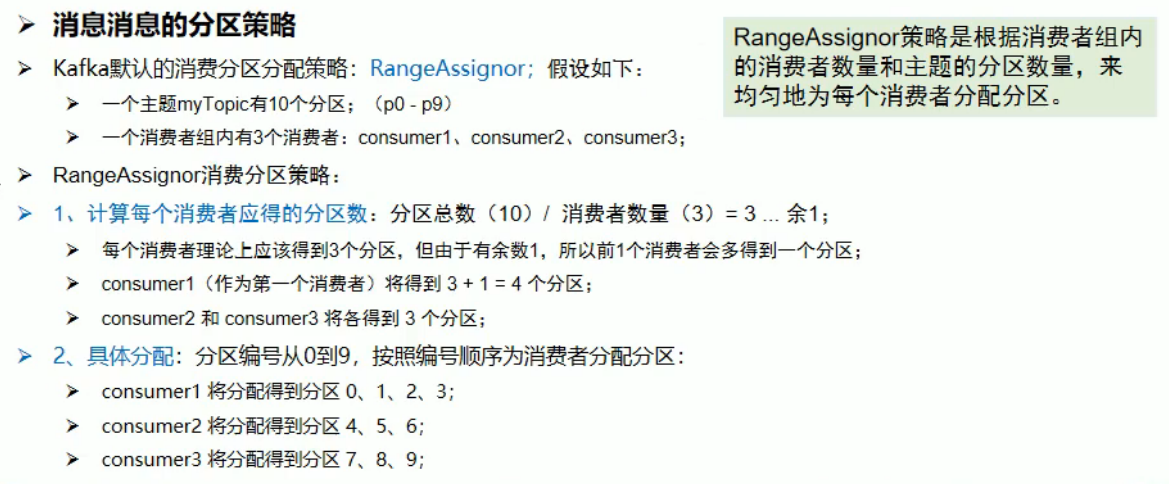 消息消息的分区策略
Kafka默认的消费分区分配策略：RangeAssignor；假设如下：
一个主题myTopic有10个分区；（p0 - p9）
一个消费者组内有3个消费者：consumer1、consumer2、consumer3；
RangeAssignor消费分区策略：
1、计算每个消费者应得的分区数：分区总数（10）/ 消费者数量（3）= 3 ... 余1；
每个消费者理论上应该得到3个分区，但由于有余数1，所以前1个消费者会多得到一个分区；
consumer1（作为第一个消费者）将得到 3 + 1 = 4 个分区；
consumer2 和 consumer3 将各得到 3 个分区；
2、具体分配：分区编号从0到9，按照编号顺序为消费者分配分区：
consumer1 将分配得到分区 0、1、2、3；
consumer2 将分配得到分区 4、5、6；
consumer3 将分配得到分区 7、8、9；
RangeAssignor策略是根据消费者组内
的消费者数量和主题的分区数量，来
均匀地为每个消费者分配分区。